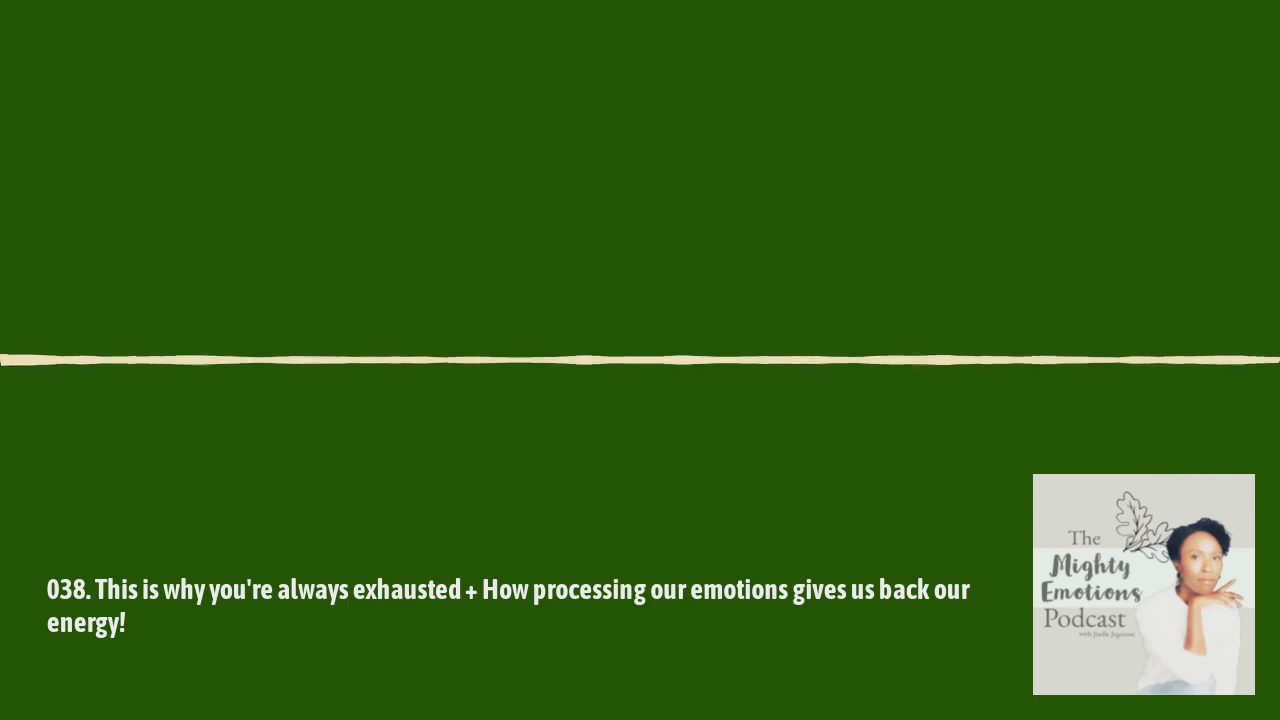 038. This is why you're always exhausted + How processing our emotions gives us back our
energy!
The
Mighty
Emotions
Podcast